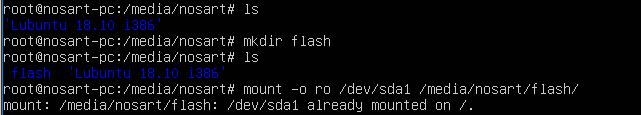 root@nosart-pc:/media/nosart# ls
'Lubuntu 18.10 i386'
root@nosart-pc:/media/nosart# mkdir flash
root@nosart-pc:/media/nosart# ls
flash 'Lubuntu 18.10 i386'
root@nosart-pc:/media/nosart# mount -o ro /dev/sda1 /media/nosart/flash/
mount: /media/nosart/flash: /dev/sda1 already mounted on /.